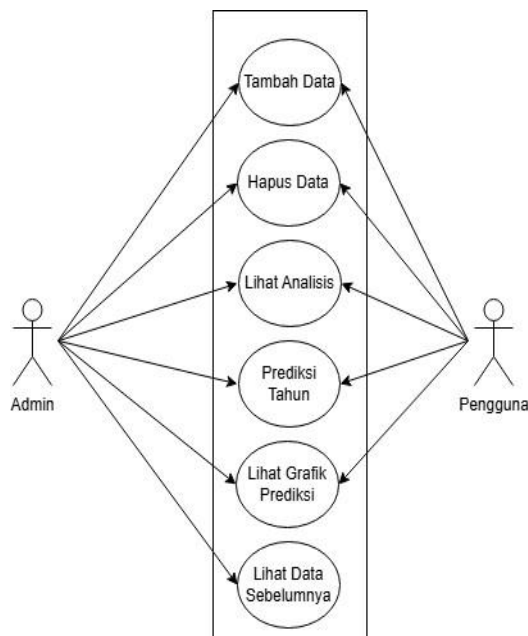 Tambah Data
Hapus Data
Lihat Analisis
Admin
Prediksi
Tahun
Pengguna
Lihat Grafik
Prediksi
Lihat Data
Sebelumnya